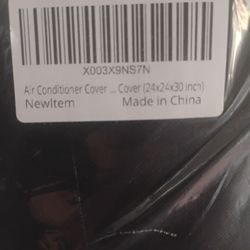 X003X9NS7N
Air Conditioner Cover ... Cover (24x24x30 inch)
NewItem Made in China